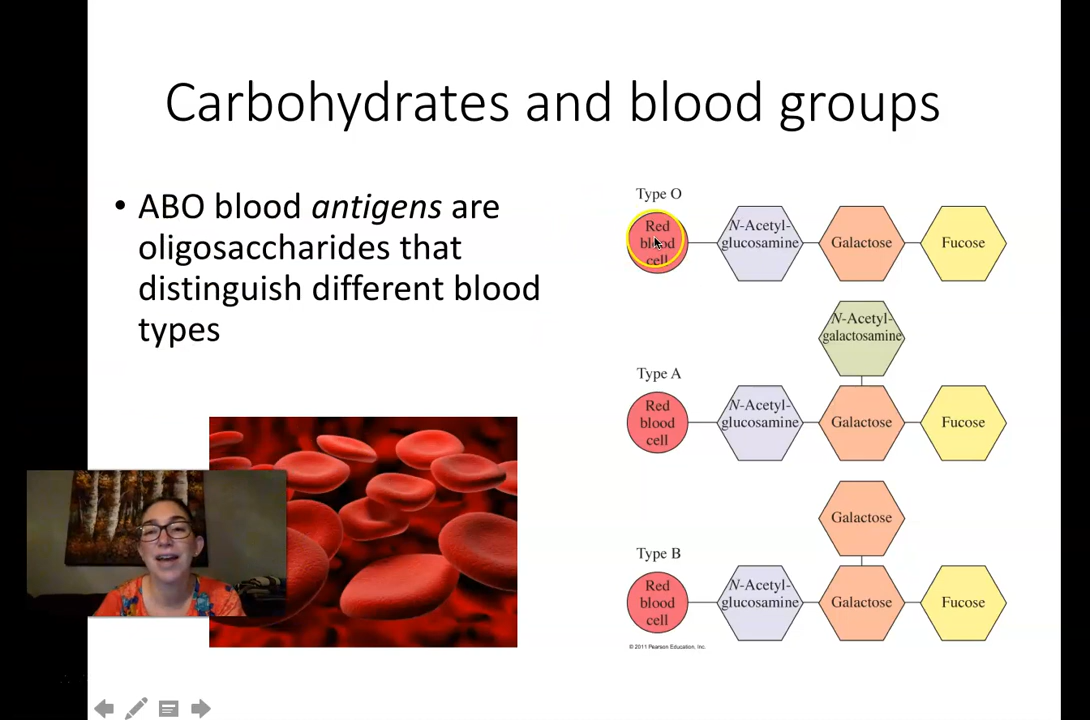 Carbohydrates and blood groups
• ABO blood antigens are
oligosaccharides that
distinguish different blood
types
Type O
Red
blood
cell
N-Acetyl-
glucosamine
Galactose
Fucose
N-Acetyl-
galactosamine
Type A
Red
blood
cell
N-Acetyl-
glucosamine
Galactose
Fucose
Galactose
Type B
Red
blood
cell
N-Acetyl-
glucosamine
Galactose
Fucose
© 2011 Pearson Education, Inc.